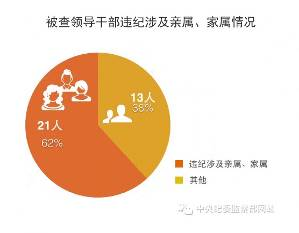 被查领导干部违纪涉及亲属、家属情况
13人
38%
21人
62%
违纪涉及亲属、家属
其他
中央纪委监察部网站